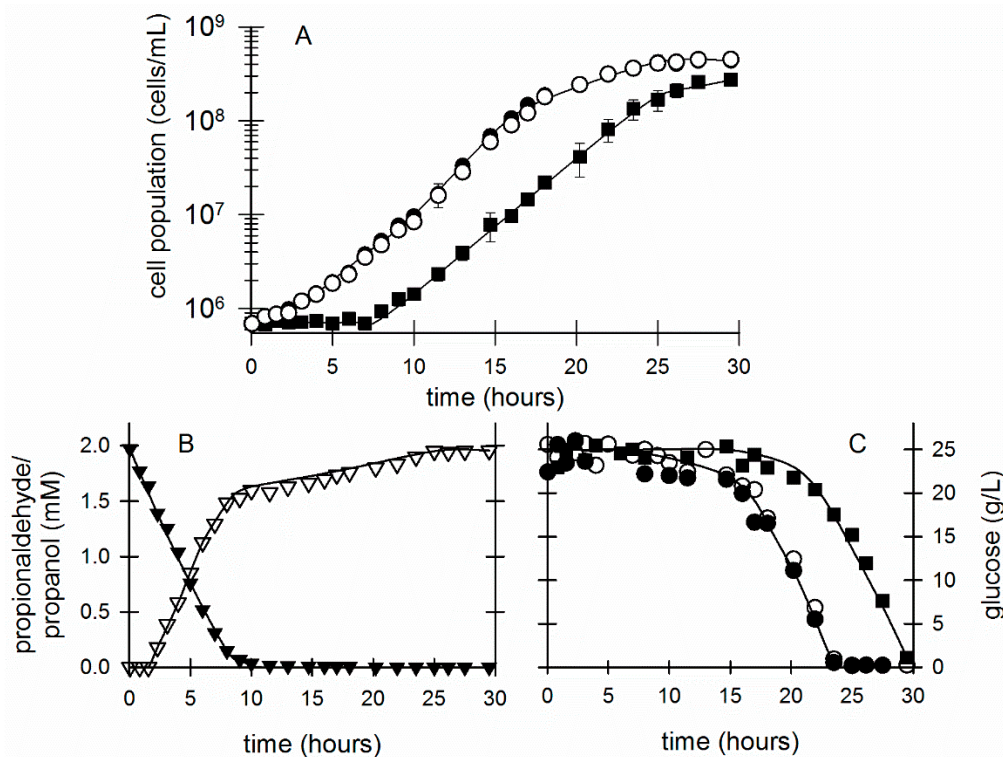 A
cell population (cells/mL)
10⁹
10⁸
10⁷
10⁶
0 5 10 15 20 25 30
time (hours)
B
propionaldehyde/
propanol (mM)
2.0
1.5
1.0
0.5
0.0
0 5 10 15 20 25 30
time (hours)
C
25
20
15
10
5
0
glucose (g/L)
0 5 10 15 20 25 30
time (hours)